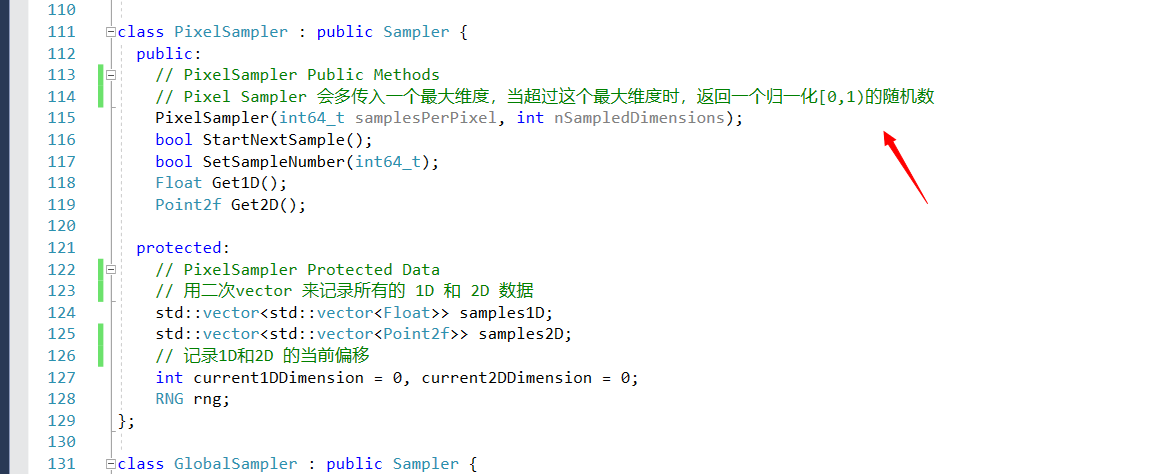 110
111 class PixelSampler : public Sampler {
112 public:
113 // PixelSampler Public Methods
114 // Pixel Sampler 会多传入一个最大维度，当超过这个最大维度时，返回一个归一化[0,1)的随机数
115 PixelSampler(int64_t samplesPerPixel, int nSampledDimensions);
116 bool StartNextSample();
117 bool SetSampleNumber(int64_t);
118 Float Get1D();
119 Point2f Get2D();
120
121 protected:
122 // PixelSampler Protected Data
123 // 用二次vector 来记录所有的 1D 和 2D 数据
124 std::vector<std::vector<Float>> samples1D;
125 std::vector<std::vector<Point2f>> samples2D;
126 // 记录1D和2D 的当前偏移
127 int current1DDimension = 0, current2DDimension = 0;
128 RNG rng;
129 };
130
131 class GlobalSampler : public Sampler {